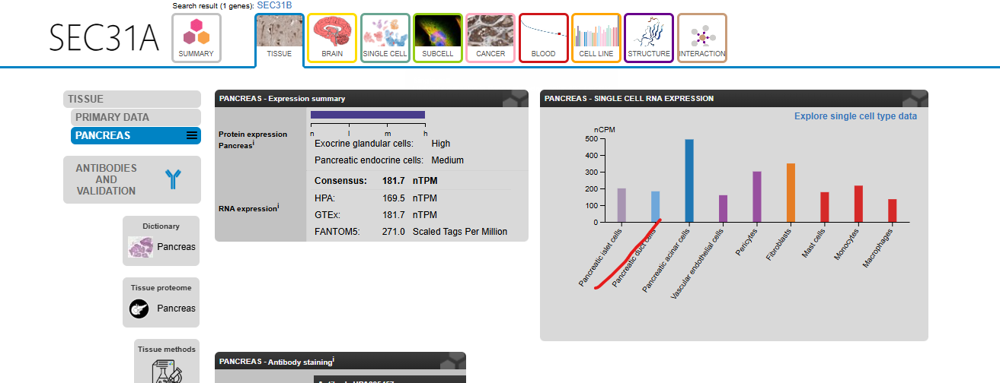 Search result (1 genes): SEC31B
SEC31A
SUMMARY
TISSUE
BRAIN
SINGLE CELL
SUBCELL
CANCER
BLOOD
CELL LINE
STRUCTURE
INTERACTION
TISSUE
PRIMARY DATA
PANCREAS
ANTIBODIES
AND
VALIDATION
Dictionary
Pancreas
Tissue proteome
Pancreas
Tissue methods
PANCREAS - Expression summary
Protein expression
Pancreasⁱ
n l m h
Exocrine glandular cells: High
Pancreatic endocrine cells: Medium
RNA expressionⁱ
Consensus: 181.7 nTPM
HPA: 169.5 nTPM
GTEx: 181.7 nTPM
FANTOM5: 271.0 Scaled Tags Per Million
PANCREAS - Antibody stainingⁱ
PANCREAS - SINGLE CELL RNA EXPRESSION
Explore single cell type data
nCPM
500
400
300
200
100
0
Pancreatic islet cells
Pancreatic duct cells
Pancreatic acinar cells
Vascular endothelial cells
Pericytes
Fibroblasts
Mast cells
Monocytes
Macrophages